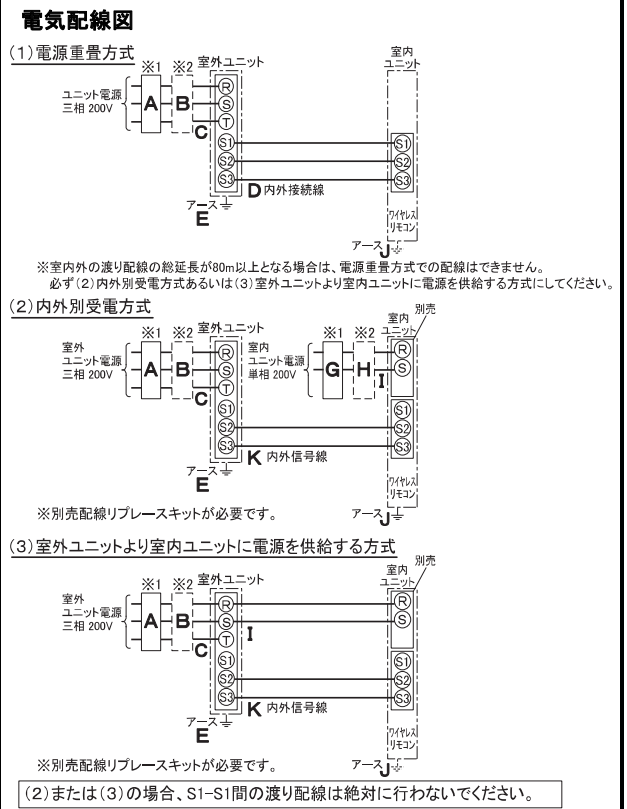 電気配線図
(1)電源重畳方式
※1 ※2 室外ユニット
室内
ユニット
ユニット電源
三相 200V
A B C
R
S
T
S1
S2
S3
S1
S2
S3
D 内外接続線
アース
E
ワイヤレス
リモコン
アース J
※室内外の渡り配線の総延長が80m以上となる場合は、電源重畳方式での配線はできません。
必ず(2)内外別受電方式あるいは(3)室外ユニットより室内ユニットに電源を供給する方式にしてください。
(2)内外別受電方式
※1 ※2 室外ユニット
※1 ※2
室内
ユニット
別売
室外
ユニット電源
三相 200V
A B C
R
S
T
S1
S2
S3
室内
ユニット電源
単相 200V
G H I
R
S
S1
S2
S3
K 内外信号線
アース
E
ワイヤレス
リモコン
アース J
※別売配線リプレースキットが必要です。
(3)室外ユニットより室内ユニットに電源を供給する方式
※1 ※2 室外ユニット
室内
ユニット
別売
室外
ユニット電源
三相 200V
A B C
R
S
T
S1
S2
S3
I
R
S
S1
S2
S3
K 内外信号線
アース
E
ワイヤレス
リモコン
アース J
※別売配線リプレースキットが必要です。
(2)または(3)の場合、S1-S1間の渡り配線は絶対に行わないでください。